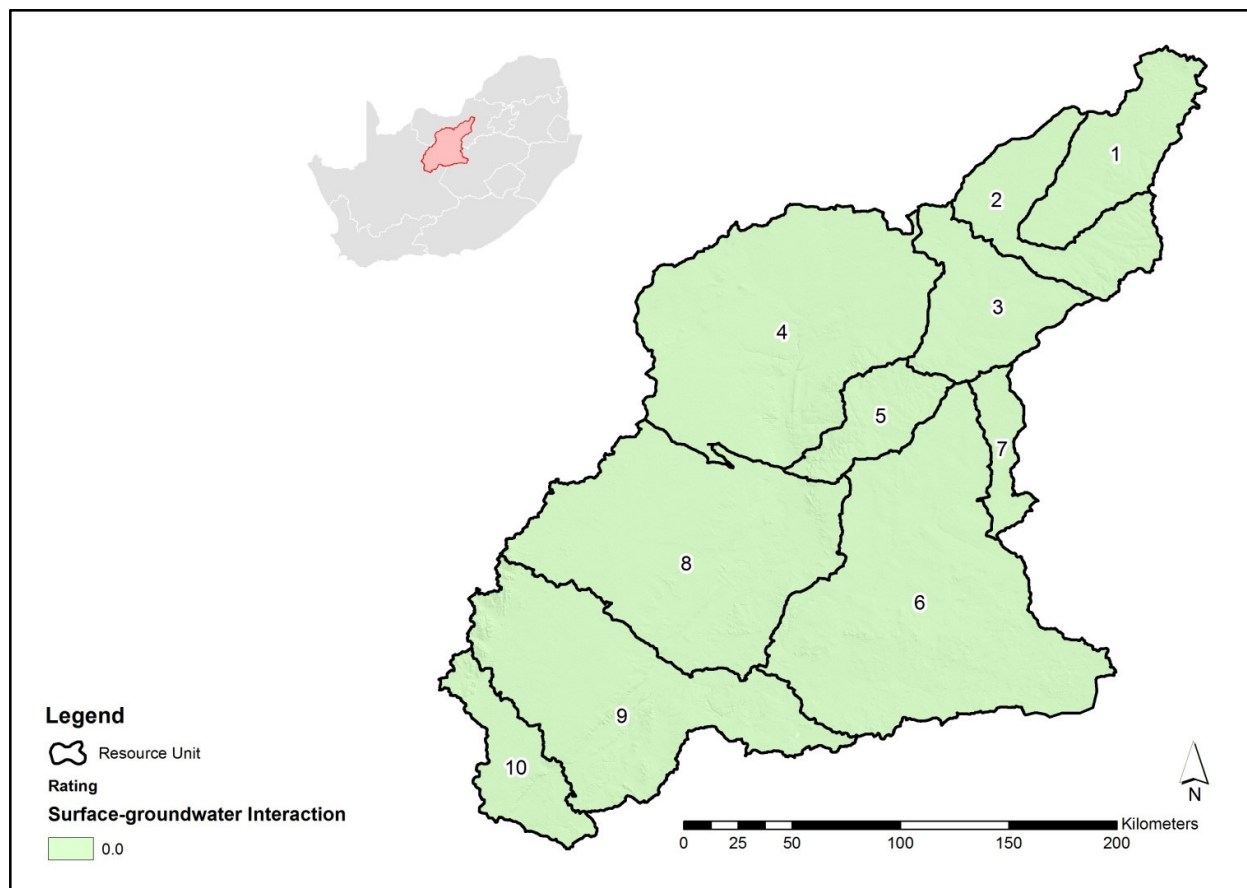 1
2
3
4
5
7
8
6
9
10
Legend
Resource Unit
Rating
Surface-groundwater Interaction
0.0
N
Kilometers
0 25 50 100 150 200